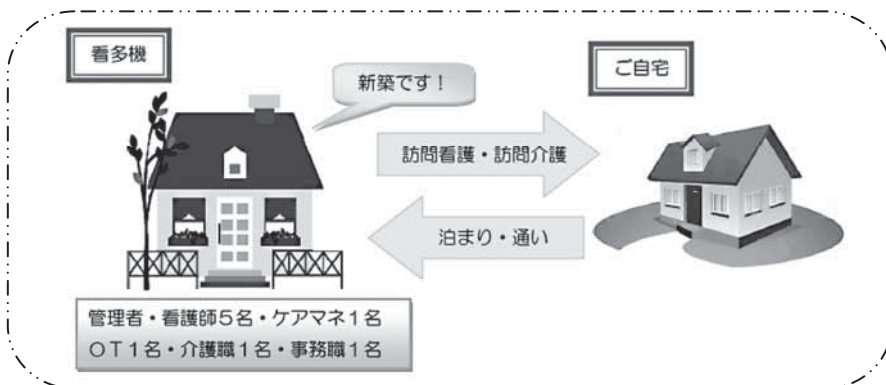 看多機
ご自宅
新築です!
訪問看護・訪問介護
泊まり・通い
管理者・看護師5名・ケアマネ1名
OT1名・介護職1名・事務職1名